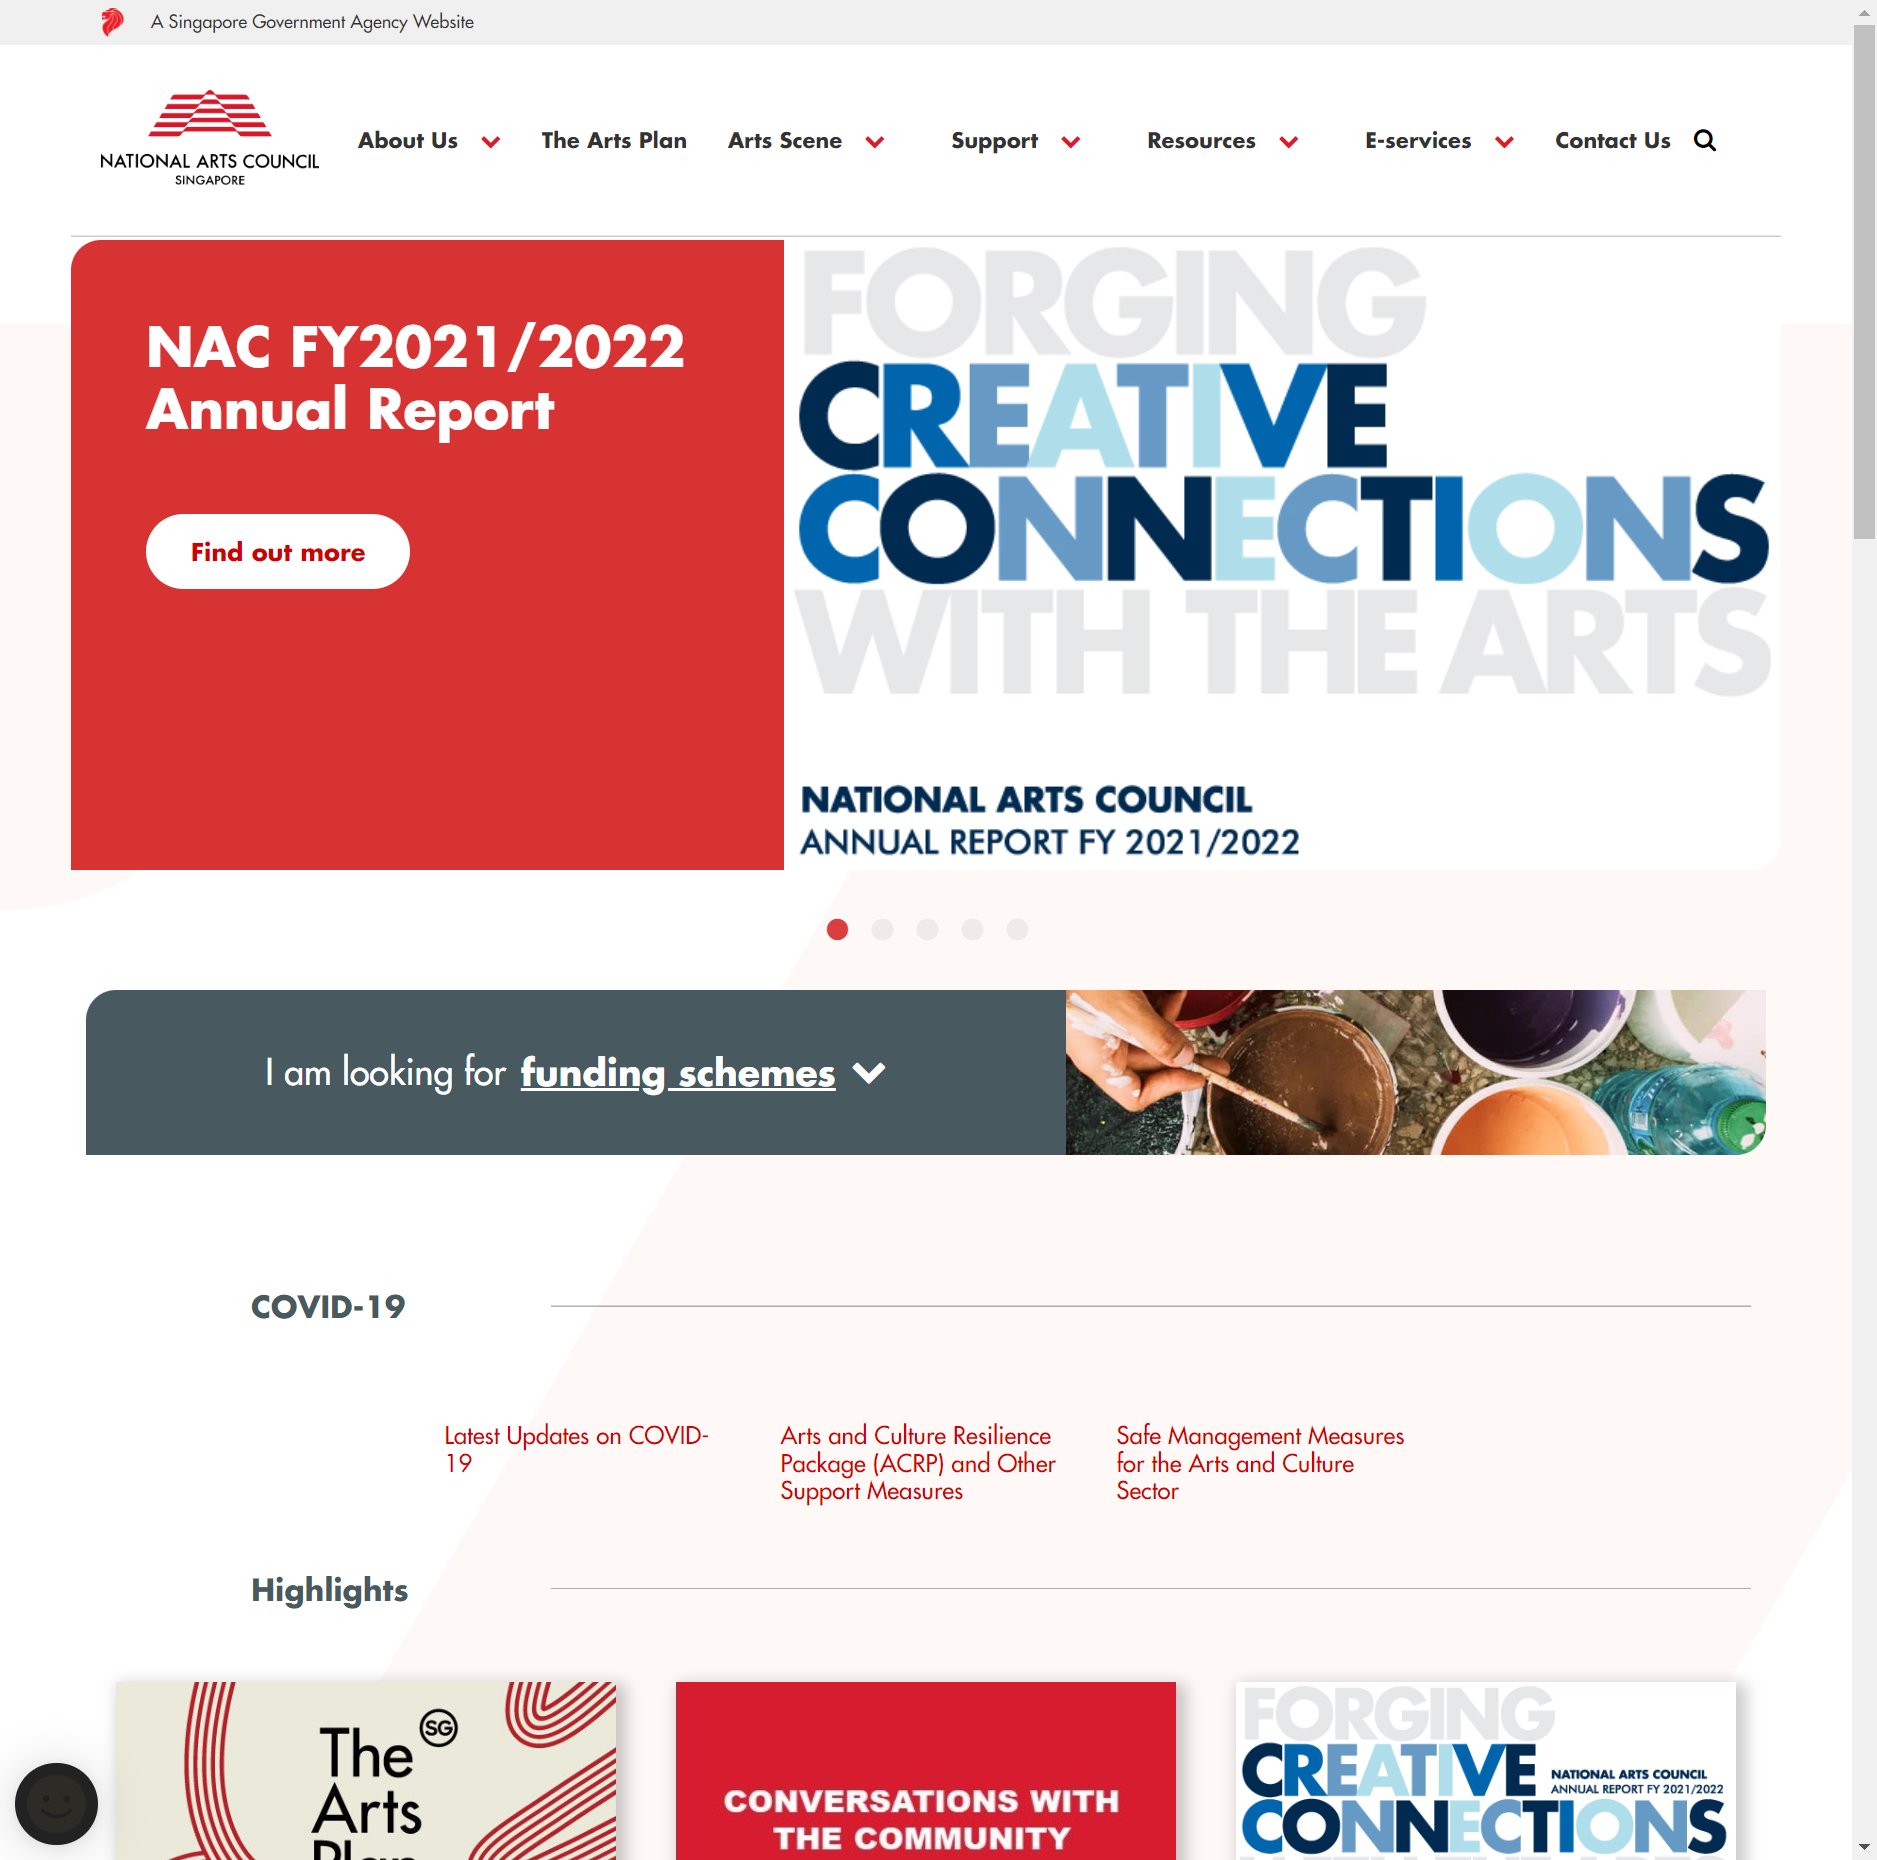 A Singapore Government Agency Website
NATIONAL ARTS COUNCIL
SINGAPORE
About Us
The Arts Plan
Arts Scene
Support
Resources
E-services
Contact Us
NAC FY2021/2022
Annual Report
Find out more
FORGING
CREATIVE
CONNECTIONS
WITH THE ARTS
NATIONAL ARTS COUNCIL
ANNUAL REPORT FY 2021/2022
I am looking for funding schemes
COVID-19
Latest Updates on COVID-
19
Arts and Culture Resilience
Package (ACRP) and Other
Support Measures
Safe Management Measures
for the Arts and Culture
Sector
Highlights
The
Arts
Plan
SG
CONVERSATIONS WITH
THE COMMUNITY
FORGING
CREATIVE
CONNECTIONS
NATIONAL ARTS COUNCIL
ANNUAL REPORT FY 2021/2022